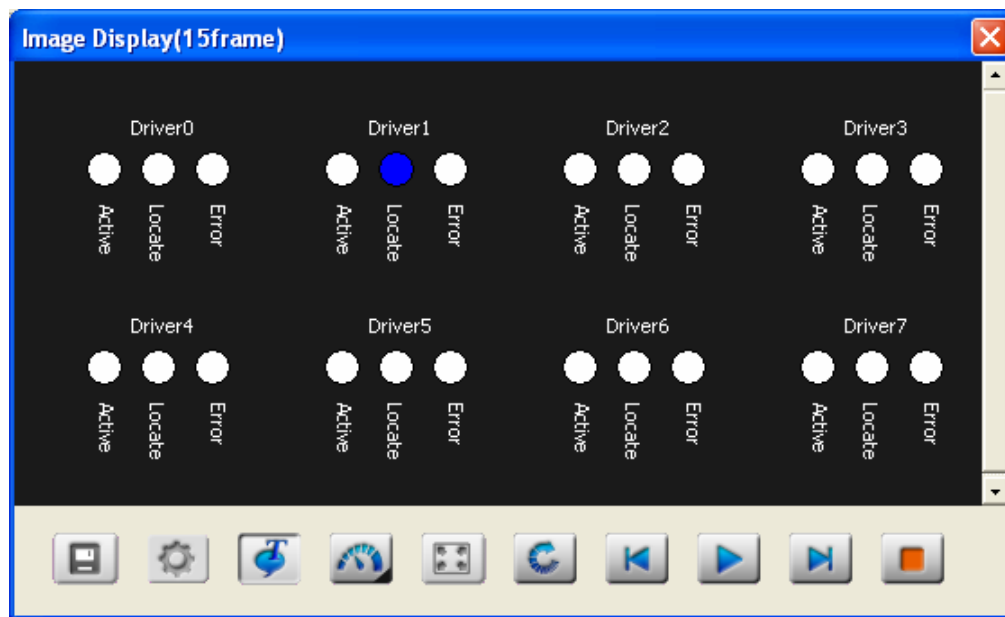 Image Display(15frame)
Driver0 Driver1 Driver2 Driver3
Active Locate Error Active Locate Error Active Locate Error Active Locate Error
Driver4 Driver5 Driver6 Driver7
Active Locate Error Active Locate Error Active Locate Error Active Locate Error
T